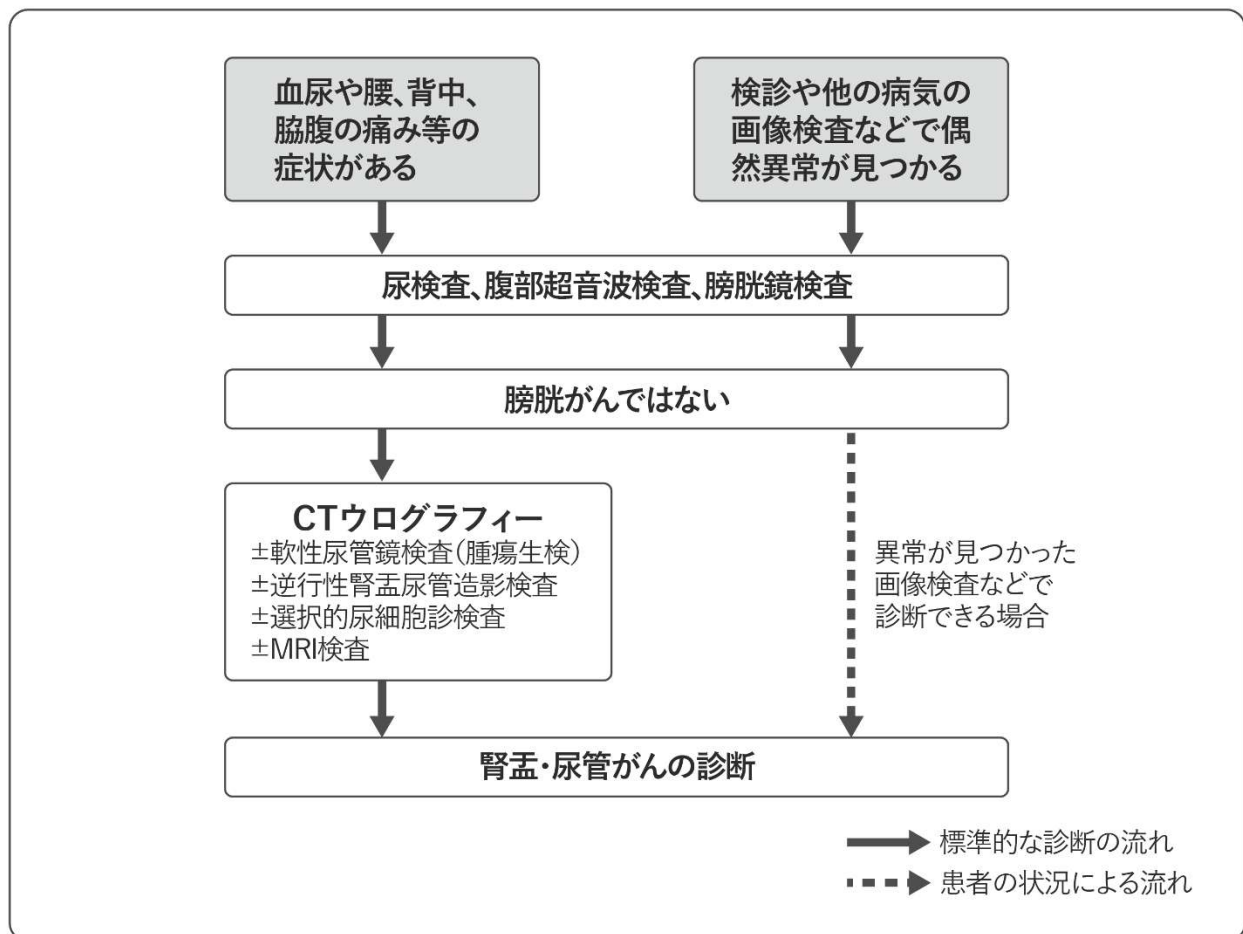 血尿や腰、背中、
脇腹の痛み等の
症状がある
検診や他の病気の
画像検査などで偶
然異常が見つかる
尿検査、腹部超音波検査、膀胱鏡検査
膀胱がんではない
CTウログラフィー
±軟性尿管鏡検査(腫瘍生検)
±逆行性腎盂尿管造影検査
±選択的尿細胞診検査
±MRI検査
異常が見つかった
画像検査などで
診断できる場合
腎盂・尿管がんの診断
標準的な診断の流れ
患者の状況による流れ